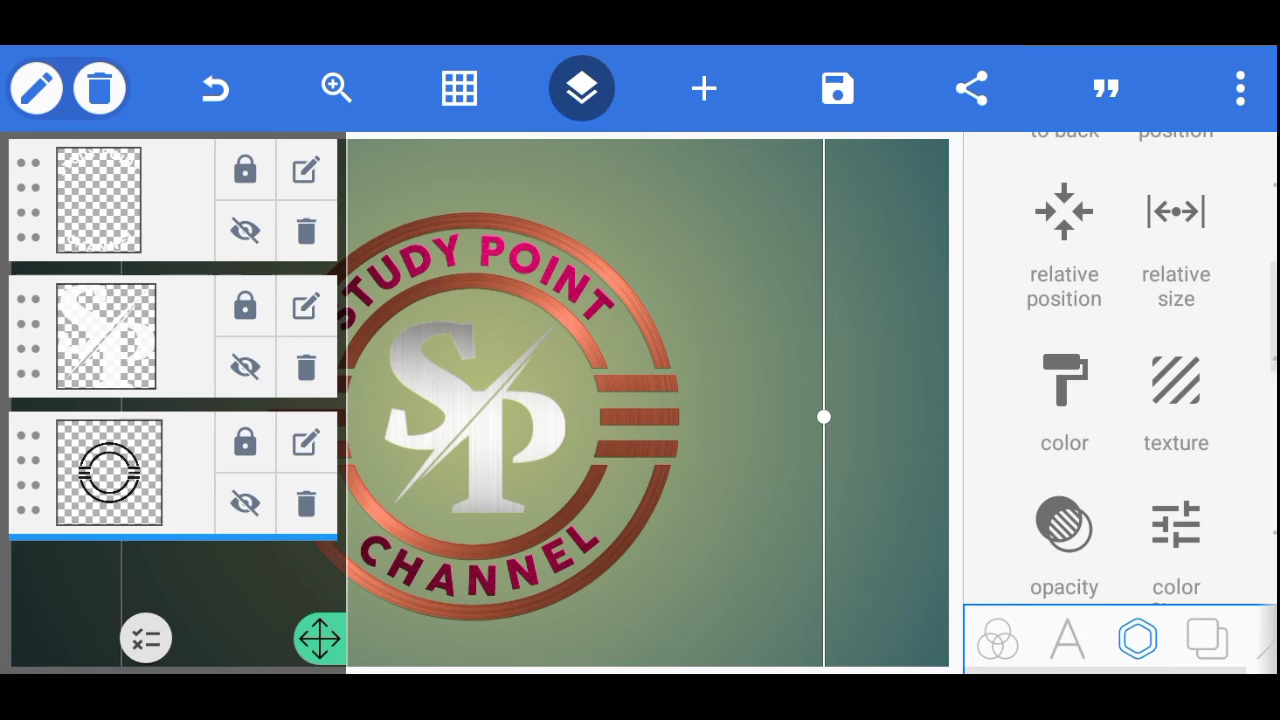 to back position
relative position
relative size
color
texture
opacity
color
STUDY POINT
SP
CHANNEL